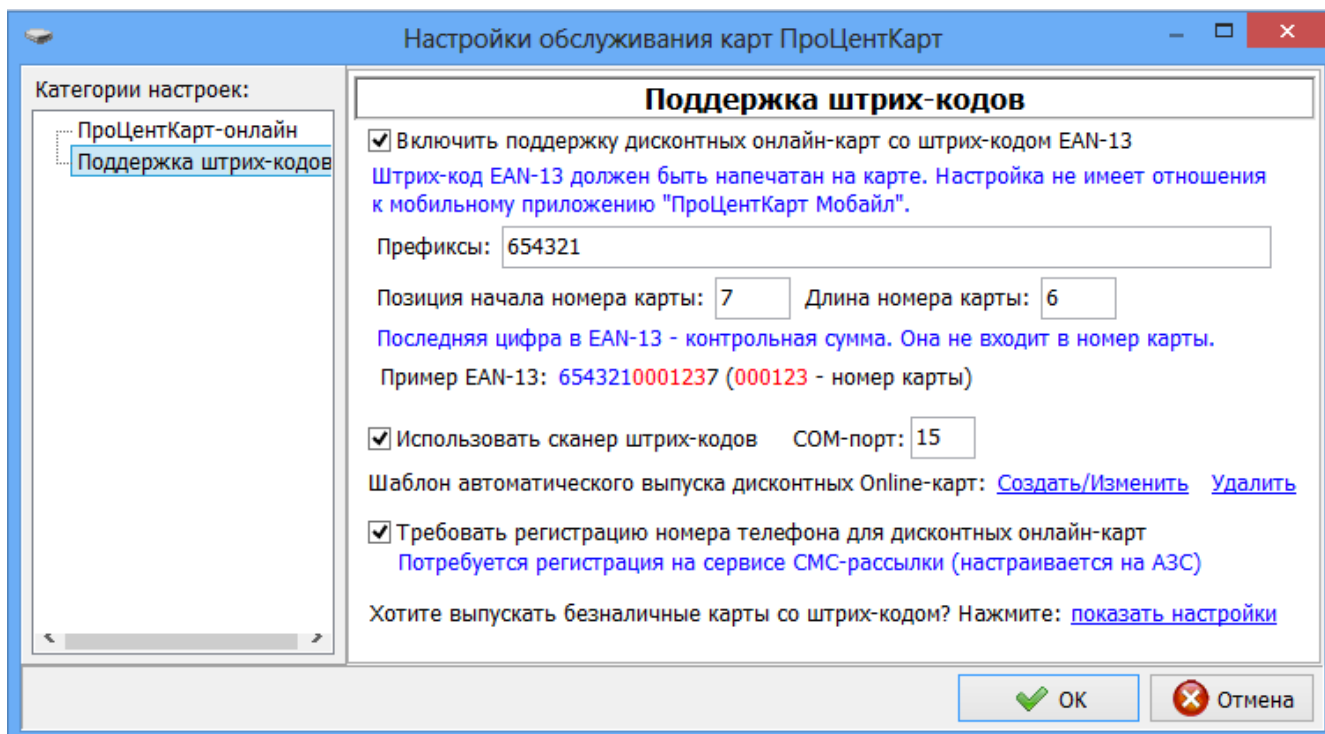 Настройки обслуживания карт ПроЦентКарт
Категории настроек:
ПроЦентКарт-онлайн
Поддержка штрих-кодов
Поддержка штрих-кодов
Включить поддержку дисконтных онлайн-карт со штрих-кодом EAN-13
Штрих-код EAN-13 должен быть напечатан на карте. Настройка не имеет отношения
к мобильному приложению "ПроЦентКарт Мобайл".
Префиксы: 654321
Позиция начала номера карты: 7 Длина номера карты: 6
Последняя цифра в EAN-13 - контрольная сумма. Она не входит в номер карты.
Пример EAN-13: 6543210001237 (000123 - номер карты)
Использовать сканер штрих-кодов COM-порт: 15
Шаблон автоматического выпуска дисконтных Online-карт: Создать/Изменить Удалить
Требовать регистрацию номера телефона для дисконтных онлайн-карт
Потребуется регистрация на сервисе СМС-рассылки (настраивается на АЗС)
Хотите выпускать безналичные карты со штрих-кодом? Нажмите: показать настройки
OK Отмена